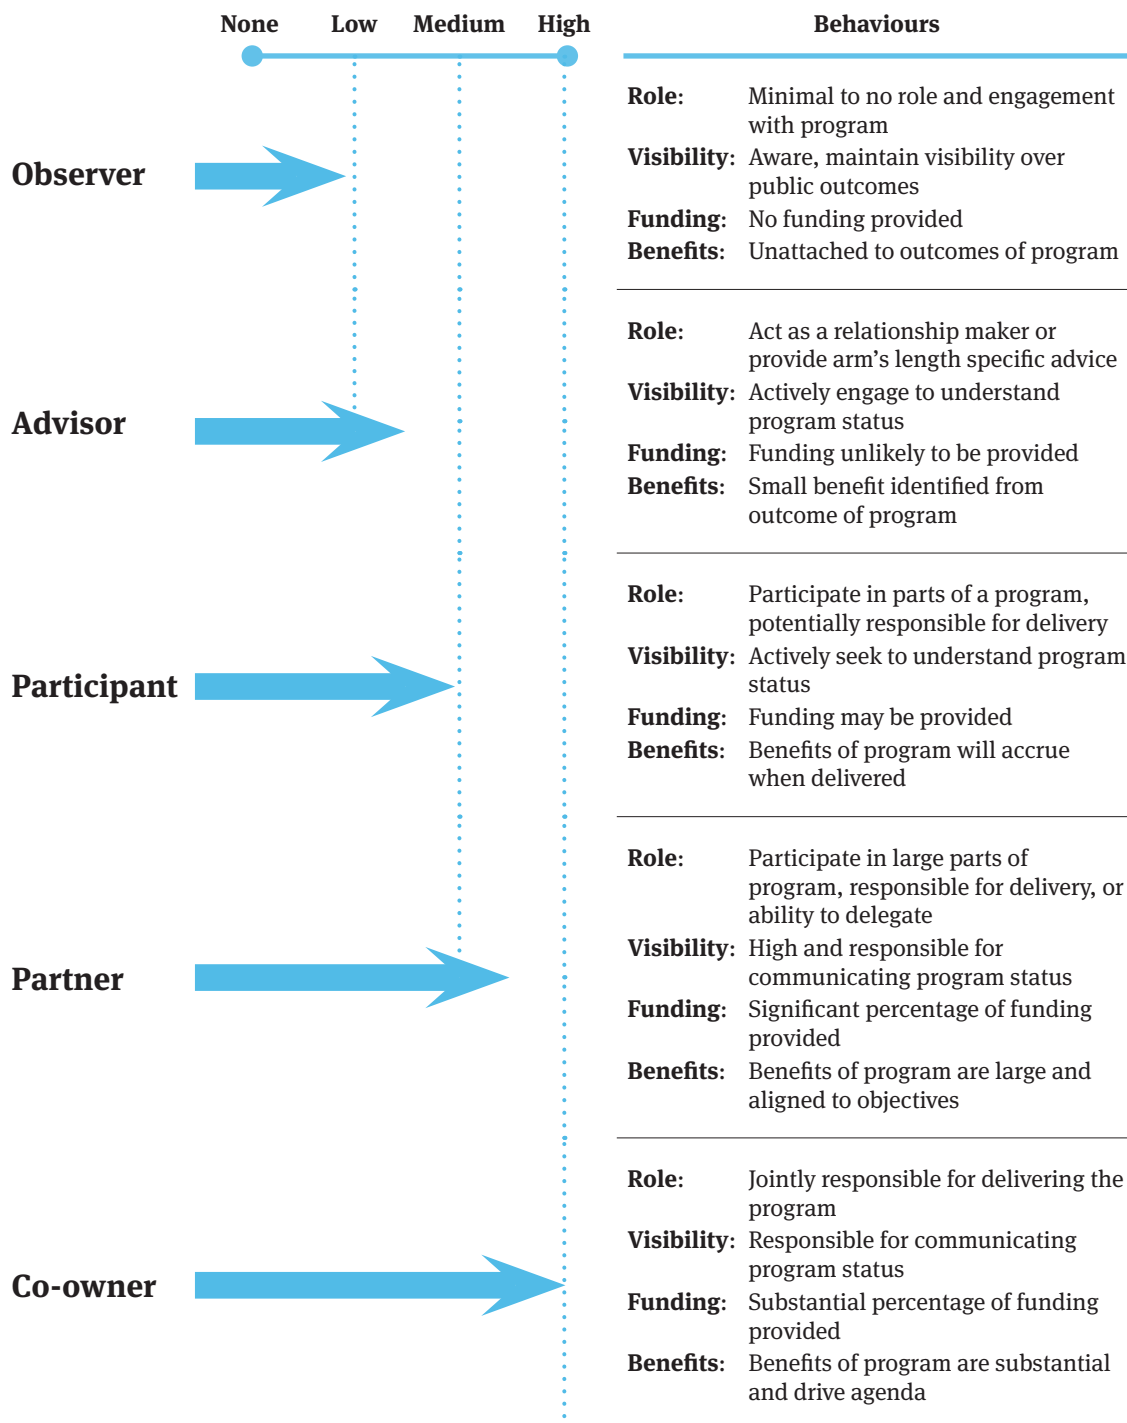 None Low Medium High Behaviours
Observer
Role: Minimal to no role and engagement
with program
Visibility: Aware, maintain visibility over
public outcomes
Funding: No funding provided
Benefits: Unattached to outcomes of program
Advisor
Role: Act as a relationship maker or
provide arm’s length specific advice
Visibility: Actively engage to understand
program status
Funding: Funding unlikely to be provided
Benefits: Small benefit identified from
outcome of program
Participant
Role: Participate in parts of a program,
potentially responsible for delivery
Visibility: Actively seek to understand program
status
Funding: Funding may be provided
Benefits: Benefits of program will accrue
when delivered
Partner
Role: Participate in large parts of
program, responsible for delivery, or
ability to delegate
Visibility: High and responsible for
communicating program status
Funding: Significant percentage of funding
provided
Benefits: Benefits of program are large and
aligned to objectives
Co-owner
Role: Jointly responsible for delivering the
program
Visibility: Responsible for communicating
program status
Funding: Substantial percentage of funding
provided
Benefits: Benefits of program are substantial
and drive agenda